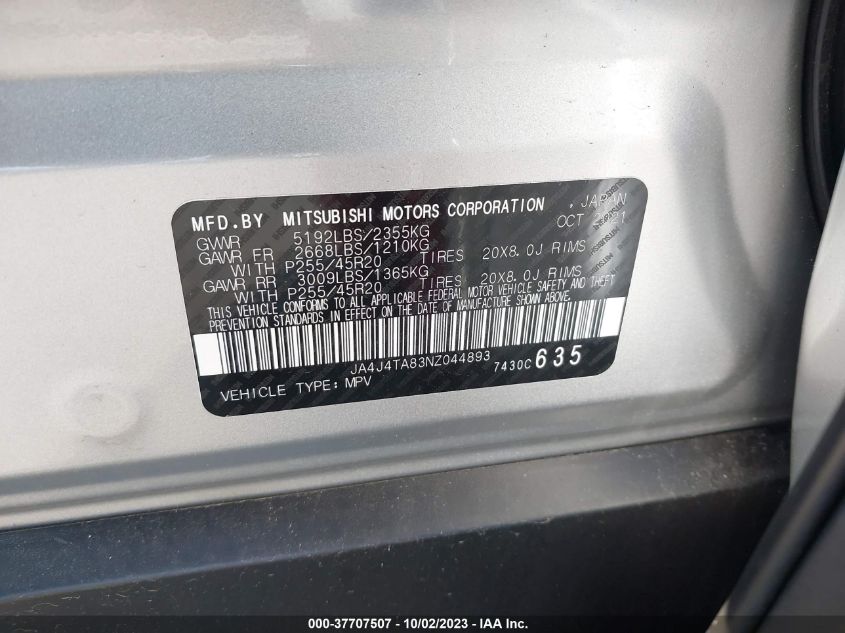 MFD.BY MITSUBISHI MOTORS CORPORATION , JAPAN
GVWR 5192LBS/2355KG OCT 2021
GAWR FR 2668LBS/1210KG
WITH P255/45R20 TIRES 20X8.0J RIMS
GAWR RR 3009LBS/1365KG
WITH P255/45R20 TIRES 20X8.0J RIMS
THIS VEHICLE CONFORMS TO ALL APPLICABLE FEDERAL MOTOR VEHICLE SAFETY AND THEFT
PREVENTION STANDARDS IN EFFECT ON THE DATE OF MANUFACTURE SHOWN ABOVE.
JA4J4TA83NZ044893 7430C 635
VEHICLE TYPE: MPV
000-37707507 - 10/02/2023 - IAA Inc.